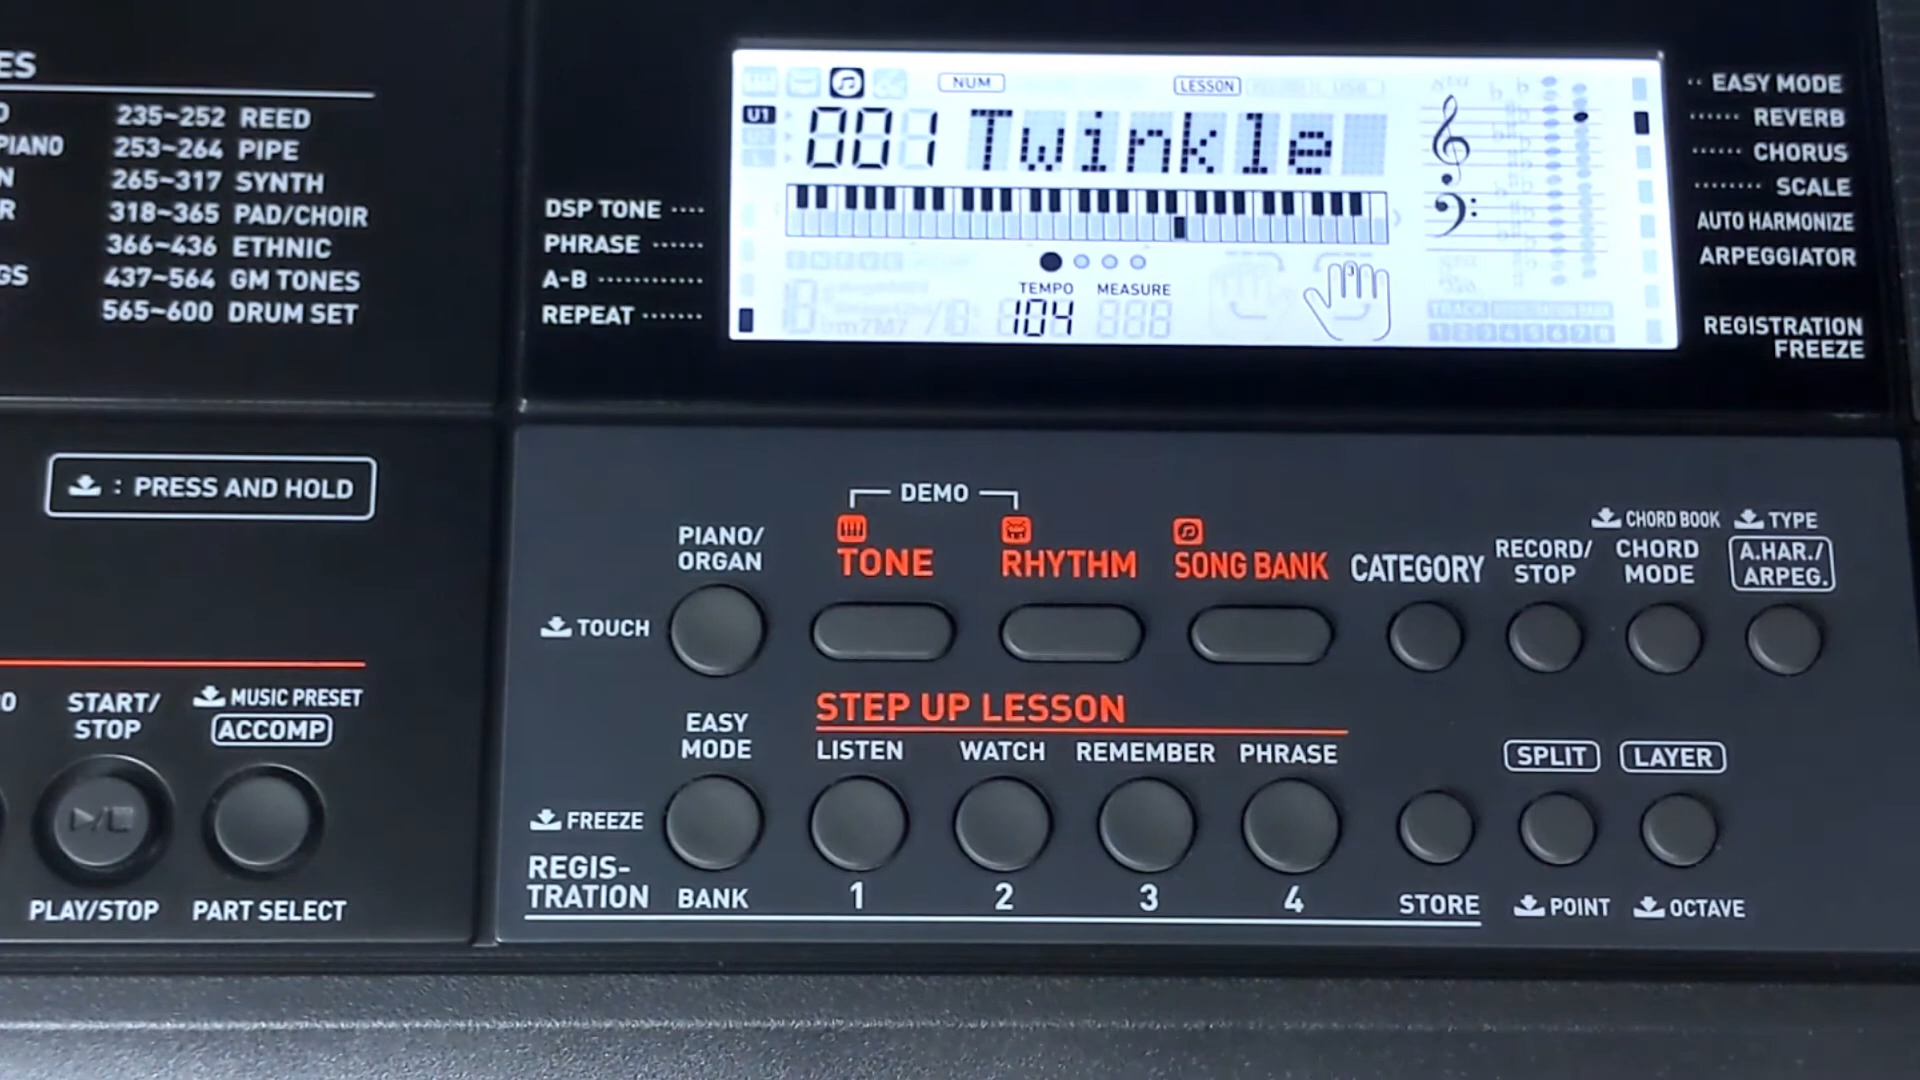 ES
235~252 REED
PIANO 253~264 PIPE
N 265~317 SYNTH
R 318~365 PAD/CHOIR
366~436 ETHNIC
GS 437~564 GM TONES
565~600 DRUM SET
NUM LESSON
U1 001 Twinkle
TEMPO MEASURE
104
DSP TONE
PHRASE
A-B
REPEAT
EASY MODE
REVERB
CHORUS
SCALE
AUTO HARMONIZE
ARPEGGIATOR
REGISTRATION
FREEZE
: PRESS AND HOLD
START/
STOP
MUSIC PRESET
ACCOMP
PLAY/STOP
PART SELECT
DEMO
PIANO/
ORGAN
TONE
RHYTHM
SONG BANK
CATEGORY
RECORD/
STOP
CHORD BOOK
CHORD
MODE
TYPE
A.HAR./
ARPEG.
TOUCH
STEP UP LESSON
EASY
MODE
LISTEN
WATCH
REMEMBER
PHRASE
SPLIT
LAYER
FREEZE
REGIS-
TRATION
BANK
1
2
3
4
STORE
POINT
OCTAVE